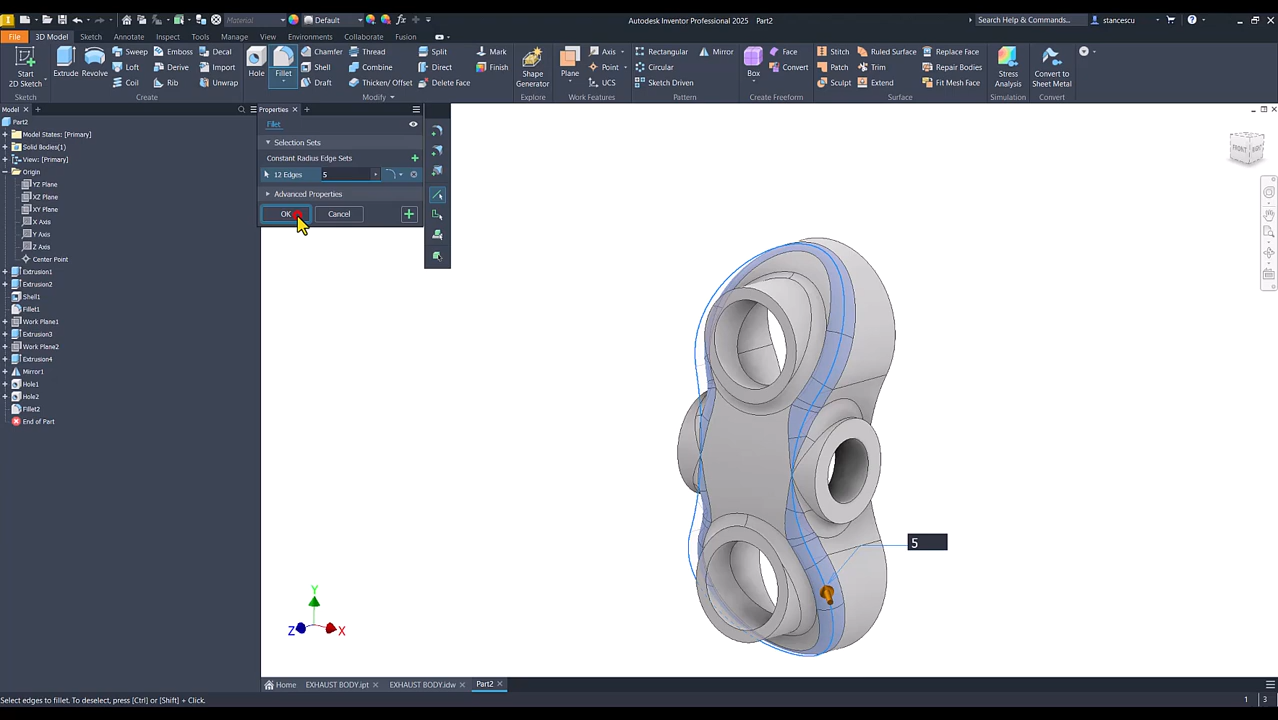 Material
Default
Autodesk Inventor Professional 2025 Part2
Search Help & Commands...
stancescu
File
3D Model
Sketch
Annotate
Inspect
Tools
Manage
View
Environments
Collaborate
Fusion
Start
2D Sketch
Sketch
Extrude
Revolve
Sweep
Loft
Coil
Emboss
Derive
Rib
Decal
Import
Unwrap
Create
Hole
Fillet
Chamfer
Shell
Draft
Thread
Combine
Thicken/ Offset
Split
Direct
Delete Face
Modify
Mark
Finish
Shape
Generator
Explore
Plane
Axis
Point
UCS
Work Features
Rectangular
Circular
Sketch Driven
Mirror
Pattern
Box
Face
Convert
Create Freeform
Stitch
Patch
Sculpt
Ruled Surface
Trim
Extend
Replace Face
Repair Bodies
Fit Mesh Face
Surface
Stress
Analysis
Simulation
Convert to
Sheet Metal
Convert
Model
Part2
Model States: [Primary]
Solid Bodies(1)
View: [Primary]
Origin
YZ Plane
XZ Plane
XY Plane
X Axis
Y Axis
Z Axis
Center Point
Extrusion1
Extrusion2
Shell1
Fillet1
Work Plane1
Extrusion3
Work Plane2
Extrusion4
Mirror1
Hole1
Hole2
Fillet2
End of Part
Properties
Fillet
Selection Sets
Constant Radius Edge Sets
12 Edges 5
Advanced Properties
OK
Cancel
FRONT
5
Y
Z
X
Home
EXHAUST BODY.ipt
EXHAUST BODY.idw
Part2
Select edges to fillet. To deselect, press [Ctrl] or [Shift] + Click.
1 3